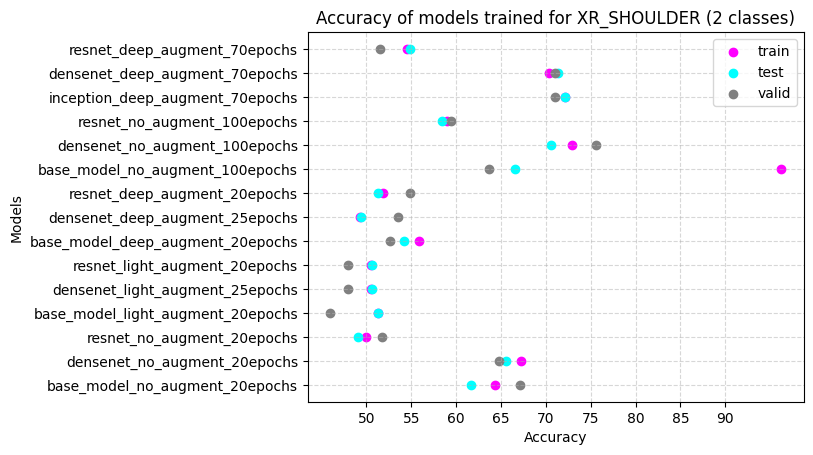 Accuracy of models trained for XR_SHOULDER (2 classes)
train
test
valid
Models
resnet_deep_augment_70epochs
densenet_deep_augment_70epochs
inception_deep_augment_70epochs
resnet_no_augment_100epochs
densenet_no_augment_100epochs
base_model_no_augment_100epochs
resnet_deep_augment_20epochs
densenet_deep_augment_25epochs
base_model_deep_augment_20epochs
resnet_light_augment_20epochs
densenet_light_augment_25epochs
base_model_light_augment_20epochs
resnet_no_augment_20epochs
densenet_no_augment_20epochs
base_model_no_augment_20epochs
50 55 60 65 70 75 80 85 90
Accuracy